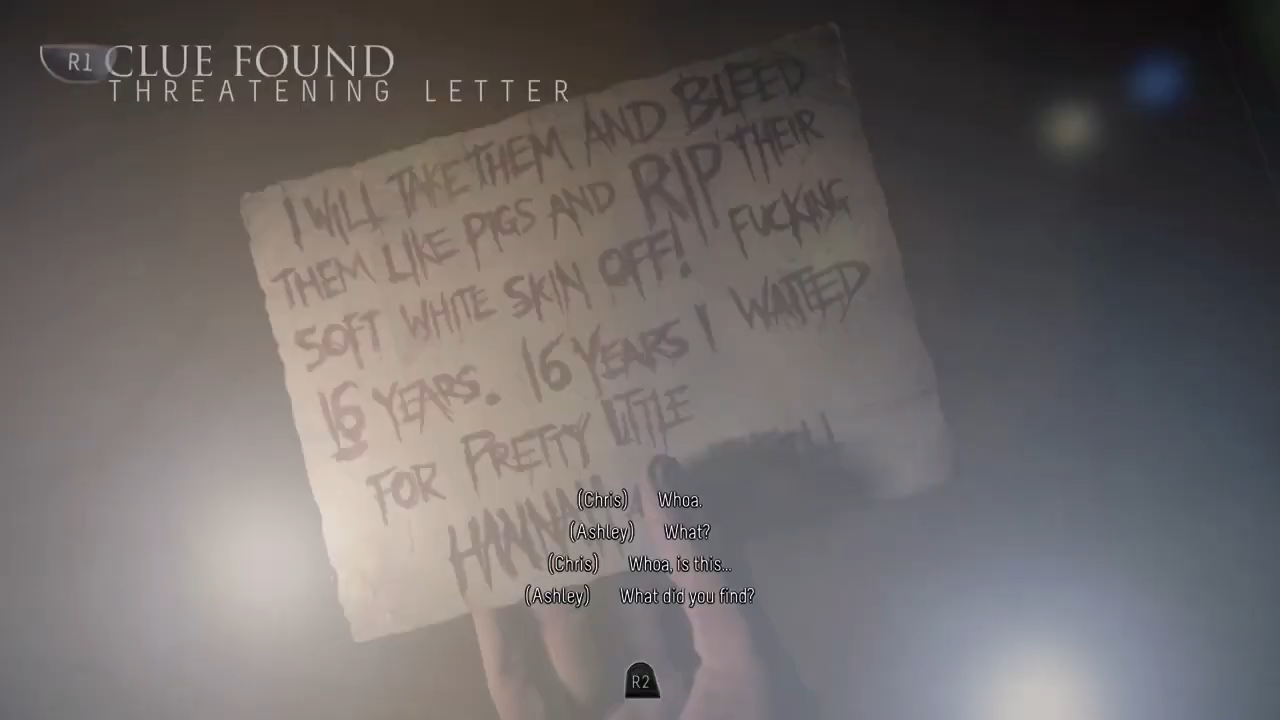 R1 CLUE FOUND
THREATENING LETTER
I WILL TAKE THEM AND BLEED
THEM LIKE PIGS AND RIP THEIR
SOFT WHITE SKIN OFF! FUCKING
16 YEARS. 16 YEARS I WAITED
FOR PRETTY LITTLE
HANNAH
(Chris) Whoa.
(Ashley) What?
(Chris) Whoa, is this...
(Ashley) What did you find?
R2